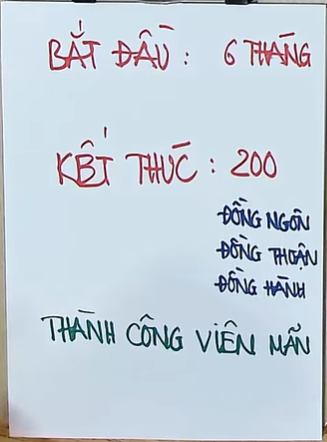 BẮT ĐẦU : 6 THÁNG
KẾT THÚC : 200
ĐỒNG NGÔN
ĐỒNG THUẬN
ĐỒNG HÀNH
THÀNH CÔNG VIÊN MÃN